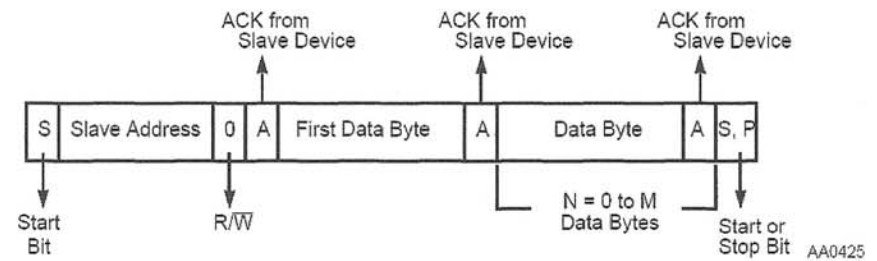 ACK from
Slave Device
ACK from
Slave Device
ACK from
Slave Device
S Slave Address 0 A First Data Byte A Data Byte A S, P
Start
Bit
R/W̅
N = 0 to M
Data Bytes
Start or
Stop Bit
AA0425